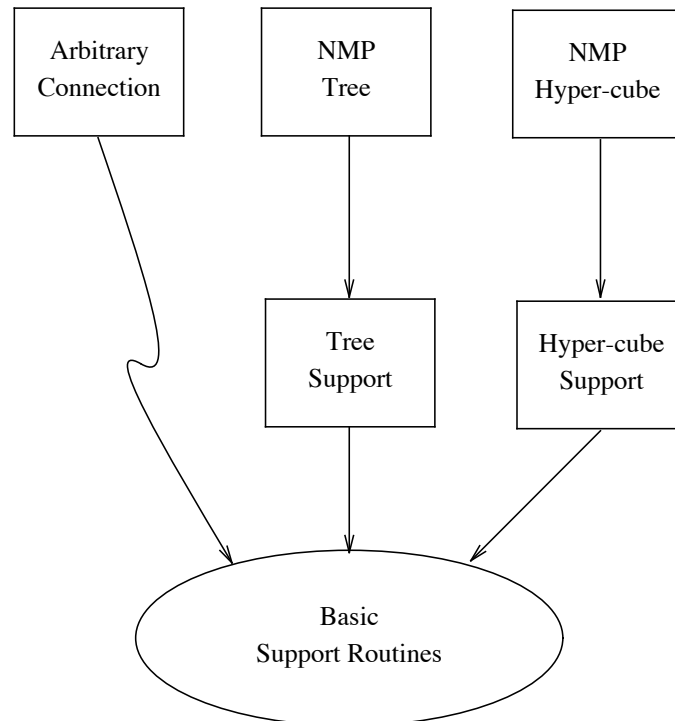 Arbitrary
Connection
NMP
Tree
NMP
Hyper-cube
Tree
Support
Hyper-cube
Support
Basic
Support Routines